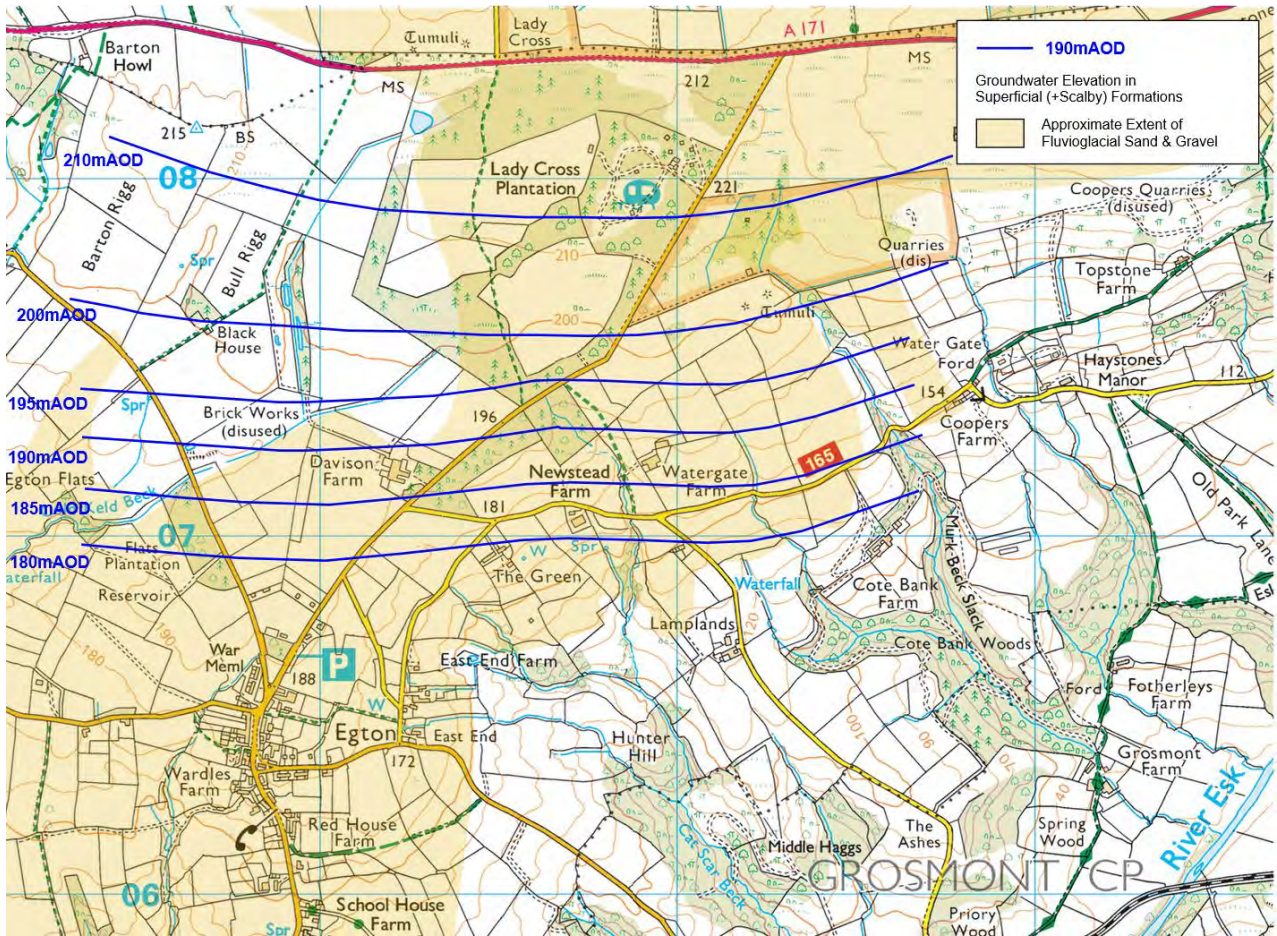 Barton
Howl
Tumuli
Lady
Cross
A 171
MS
MS
212
215
BS
210
210mAOD
08
Lady Cross
Plantation
221
190mAOD
Groundwater Elevation in
Superficial (+Scalby) Formations
Approximate Extent of
Fluvioglacial Sand & Gravel
Coopers Quarries
(disused)
Barton Rigg
Spr
Bull Rigg
210
Quarries
(dis)
Topstone
Farm
200mAOD
Black
House
200
Tumuli
Water Gate
Ford
Haystones
Manor
112
195mAOD
Spr
Brick Works
(disused)
196
154
Coopers
Farm
190mAOD
Egton Flats
Davison
Farm
Newstead
Farm
Watergate
Farm
165
185mAOD
Keld Beck
181
Old Park Lane
07
180mAOD
Flats
Plantation
Reservoir
W
Spr
The Green
Waterfall
Cote Bank
Farm
Murk Beck Slack
190
180
Lamplands
120
Cote Bank Woods
War
Meml
P
188
East End Farm
Ford
Fotherleys
Farm
W
Egton
East End
172
Hunter
Hill
100
90
70
Grosmont
Farm
40
Wardles
Farm
Red House
Farm
Cat Scar Beck
Middle Haggs
The
Ashes
Spring
Wood
River Esk
GROSMONT CP
06
School House
Farm
Spr
Priory
Wood